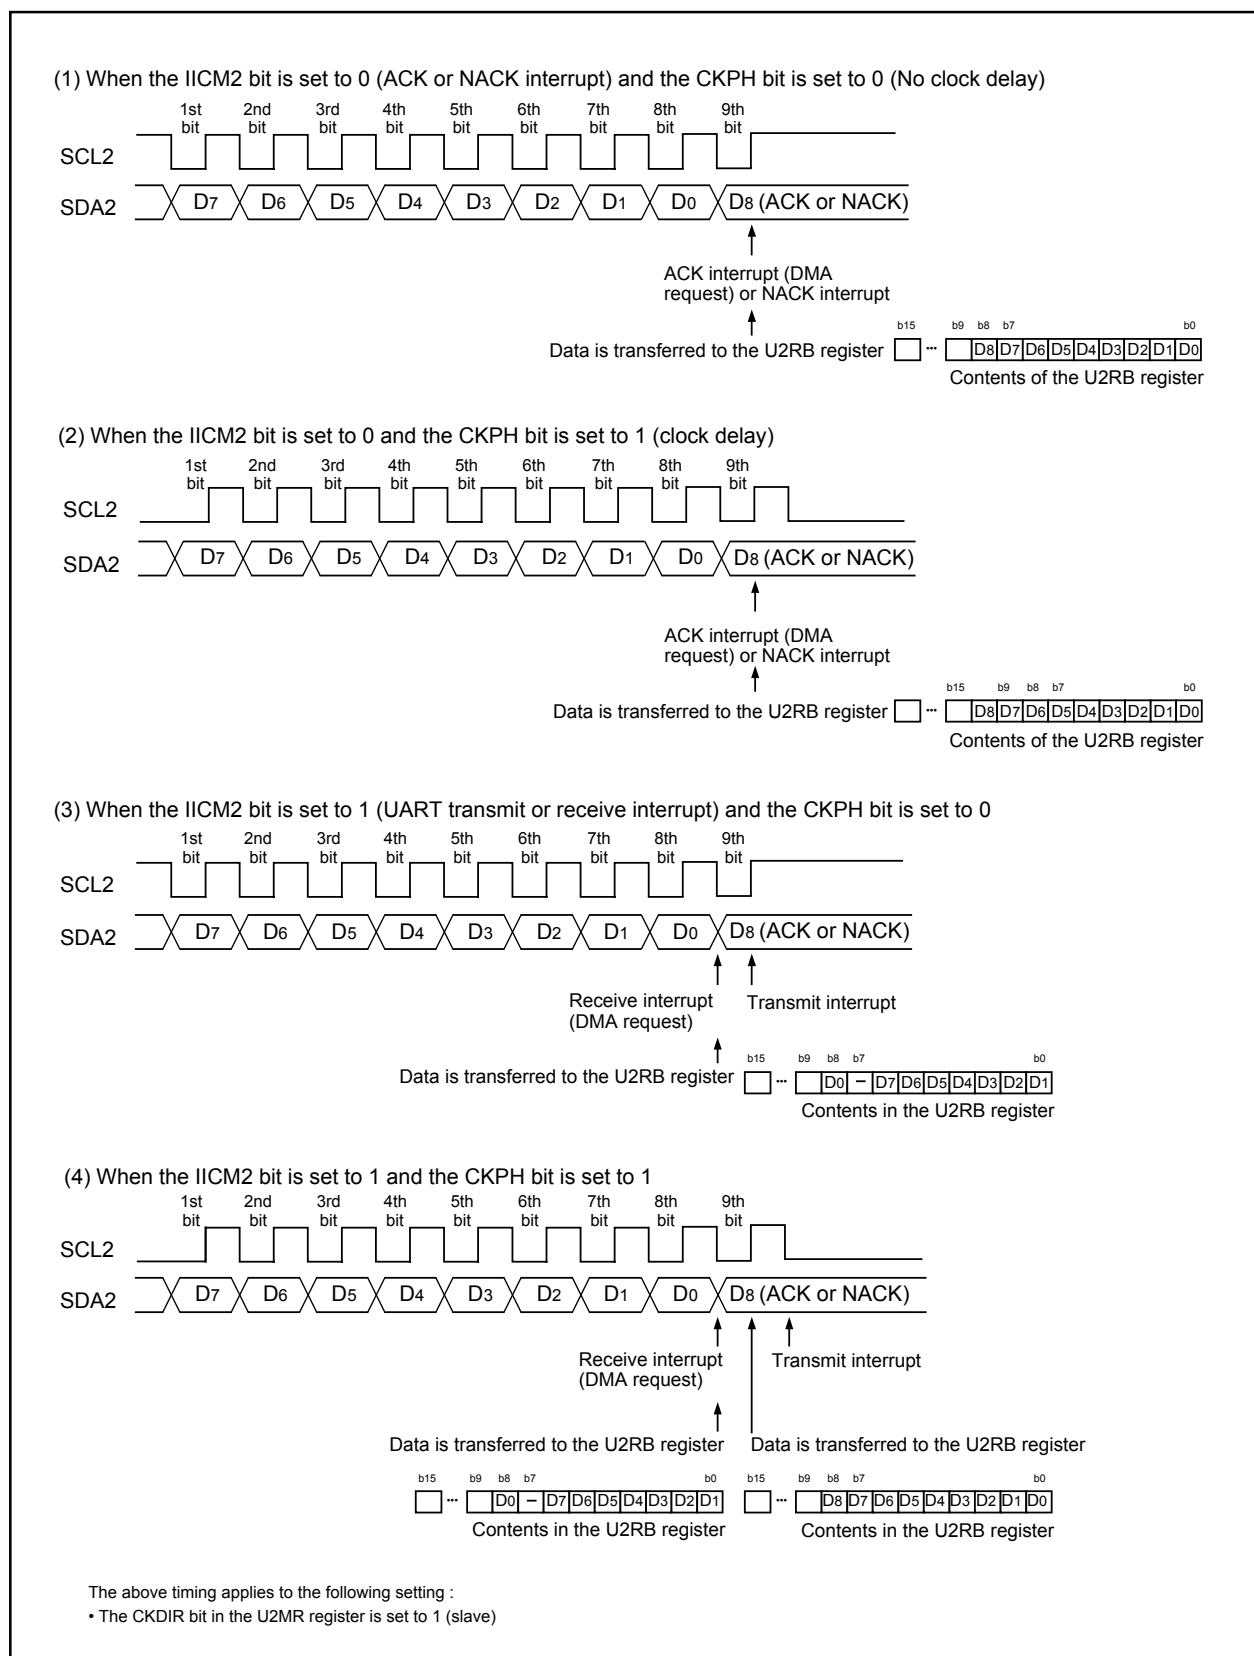 (1) When the IICM2 bit is set to 0 (ACK or NACK interrupt) and the CKPH bit is set to 0 (No clock delay)
1st bit 2nd bit 3rd bit 4th bit 5th bit 6th bit 7th bit 8th bit 9th bit
SCL2
SDA2 D7 D6 D5 D4 D3 D2 D1 D0 D8 (ACK or NACK)
ACK interrupt (DMA
request) or NACK interrupt
b15 b9 b8 b7 b0
Data is transferred to the U2RB register ... D8 D7 D6 D5 D4 D3 D2 D1 D0
Contents of the U2RB register
(2) When the IICM2 bit is set to 0 and the CKPH bit is set to 1 (clock delay)
1st bit 2nd bit 3rd bit 4th bit 5th bit 6th bit 7th bit 8th bit 9th bit
SCL2
SDA2 D7 D6 D5 D4 D3 D2 D1 D0 D8 (ACK or NACK)
ACK interrupt (DMA
request) or NACK interrupt
b15 b9 b8 b7 b0
Data is transferred to the U2RB register ... D8 D7 D6 D5 D4 D3 D2 D1 D0
Contents of the U2RB register
(3) When the IICM2 bit is set to 1 (UART transmit or receive interrupt) and the CKPH bit is set to 0
1st bit 2nd bit 3rd bit 4th bit 5th bit 6th bit 7th bit 8th bit 9th bit
SCL2
SDA2 D7 D6 D5 D4 D3 D2 D1 D0 D8 (ACK or NACK)
Receive interrupt Transmit interrupt
(DMA request)
b15 b9 b8 b7 b0
Data is transferred to the U2RB register ... D0 – D7 D6 D5 D4 D3 D2 D1
Contents in the U2RB register
(4) When the IICM2 bit is set to 1 and the CKPH bit is set to 1
1st bit 2nd bit 3rd bit 4th bit 5th bit 6th bit 7th bit 8th bit 9th bit
SCL2
SDA2 D7 D6 D5 D4 D3 D2 D1 D0 D8 (ACK or NACK)
Receive interrupt Transmit interrupt
(DMA request)
Data is transferred to the U2RB register Data is transferred to the U2RB register
b15 b9 b8 b7 b0 b15 b9 b8 b7 b0
... D0 – D7 D6 D5 D4 D3 D2 D1 ... D8 D7 D6 D5 D4 D3 D2 D1 D0
Contents in the U2RB register Contents in the U2RB register
The above timing applies to the following setting :
• The CKDIR bit in the U2MR register is set to 1 (slave)